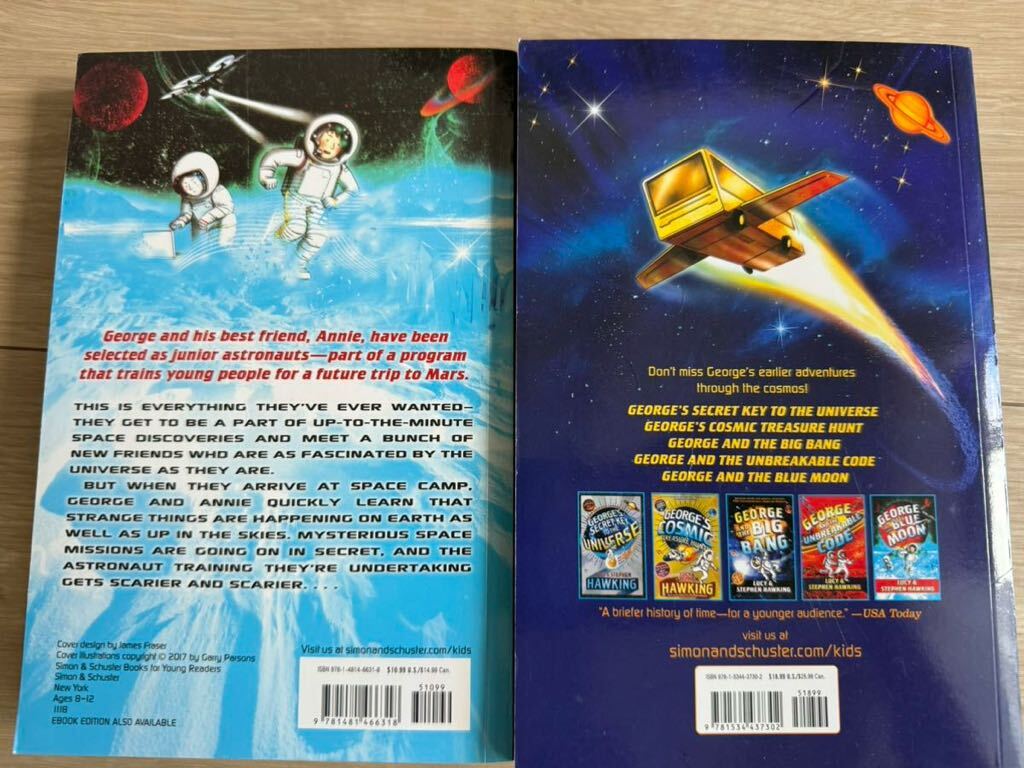 George and his best friend, Annie, have been
selected as junior astronauts—part of a program
that trains young people for a future trip to Mars.
THIS IS EVERYTHING THEY'VE EVER WANTED—
THEY GET TO BE A PART OF UP-TO-THE-MINUTE
SPACE DISCOVERIES AND MEET A BUNCH OF
NEW FRIENDS WHO ARE AS FASCINATED BY THE
UNIVERSE AS THEY ARE.
BUT WHEN THEY ARRIVE AT SPACE CAMP,
GEORGE AND ANNIE QUICKLY LEARN THAT
STRANGE THINGS ARE HAPPENING ON EARTH AS
WELL AS UP IN THE SKIES. MYSTERIOUS SPACE
MISSIONS ARE GOING ON IN SECRET, AND THE
ASTRONAUT TRAINING THEY'RE UNDERTAKING
GETS SCARIER AND SCARIER. . . .
Cover design by James Fraser
Cover illustrations copyright © 2017 by Garry Parsons
Simon & Schuster Books for Young Readers
Simon & Schuster
New York
Ages 8–12
1118
EBOOK EDITION ALSO AVAILABLE
Visit us at simonandschuster.com/kids
ISBN 978-1-4814-6631-8 $10.99 U.S./$14.99 Can.
51099
9 781481 466318
Don't miss George's earlier adventures
through the cosmos!
GEORGE'S SECRET KEY TO THE UNIVERSE
GEORGE'S COSMIC TREASURE HUNT
GEORGE AND THE BIG BANG
GEORGE AND THE UNBREAKABLE CODE
GEORGE AND THE BLUE MOON
GEORGE'S
SECRET KEY
TO THE
UNIVERSE
STEPHEN
HAWKING
GEORGE'S
COSMIC
TREASURE HUNT
HAWKING
GEORGE
AND THE
BIG
BANG
LUCY &
STEPHEN HAWKING
GEORGE
AND THE
UNBREAKABLE
CODE
LUCY &
STEPHEN HAWKING
GEORGE
AND THE
BLUE
MOON
LUCY &
STEPHEN HAWKING
"A briefer history of time—for a younger audience." —USA Today
visit us at
simonandschuster.com/kids
ISBN 978-1-5344-3730-2 $18.99 U.S./$25.99 Can.
51899
9 781534 437302